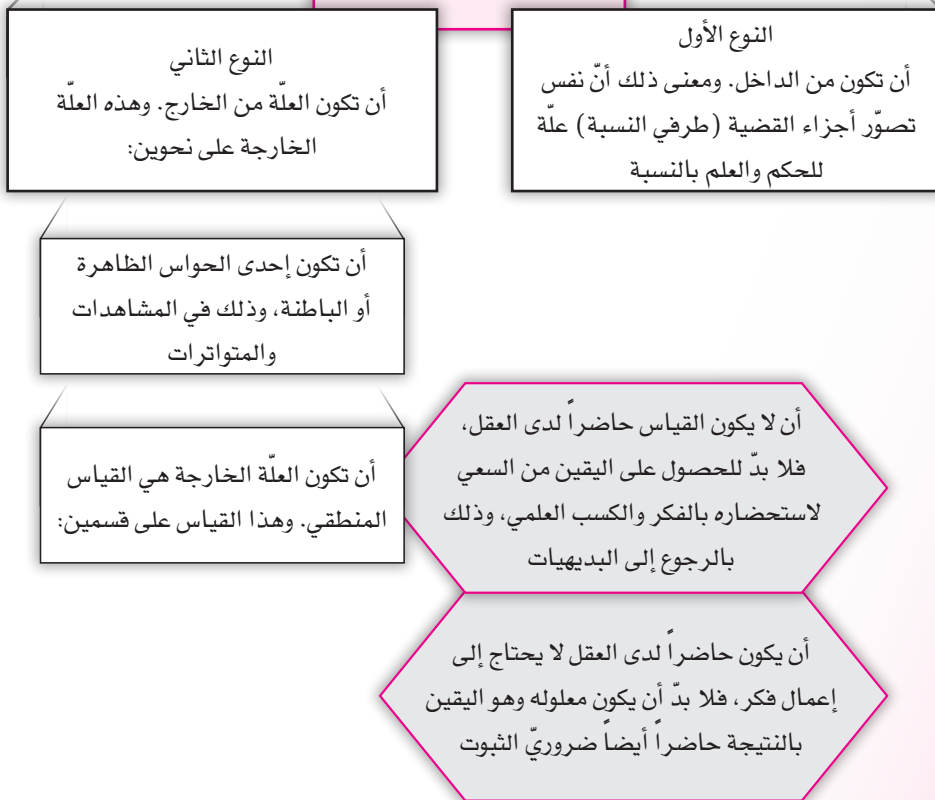 النوع الأول
أن تكون من الداخل. ومعنى ذلك أنّ نفس
تصوّر أجزاء القضية (طرفي النسبة) علّة
للحكم والعلم بالنسبة
النوع الثاني
أن تكون العلّة من الخارج. وهذه العلّة
الخارجة على نحوين:
أن تكون إحدى الحواس الظاهرة
أو الباطنة، وذلك في المشاهدات
والمتواترات
أن تكون العلّة الخارجة هي القياس
المنطقي. وهذا القياس على قسمين:
أن لا يكون القياس حاضراً لدى العقل،
فلا بدّ للحصول على اليقين من السعي
لاستحضاره بالفكر والكسب العلمي، وذلك
بالرجوع إلى البديهيات
أن يكون حاضراً لدى العقل لا يحتاج إلى
إعمال فكر، فلا بدّ أن يكون معلوله وهو اليقين
بالنتيجة حاضراً أيضاً ضروريّ الثبوت